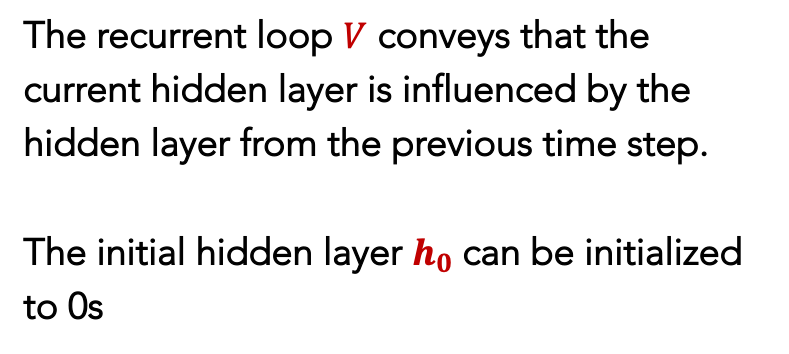 The recurrent loop V conveys that the
current hidden layer is influenced by the
hidden layer from the previous time step.
The initial hidden layer h₀ can be initialized
to 0s